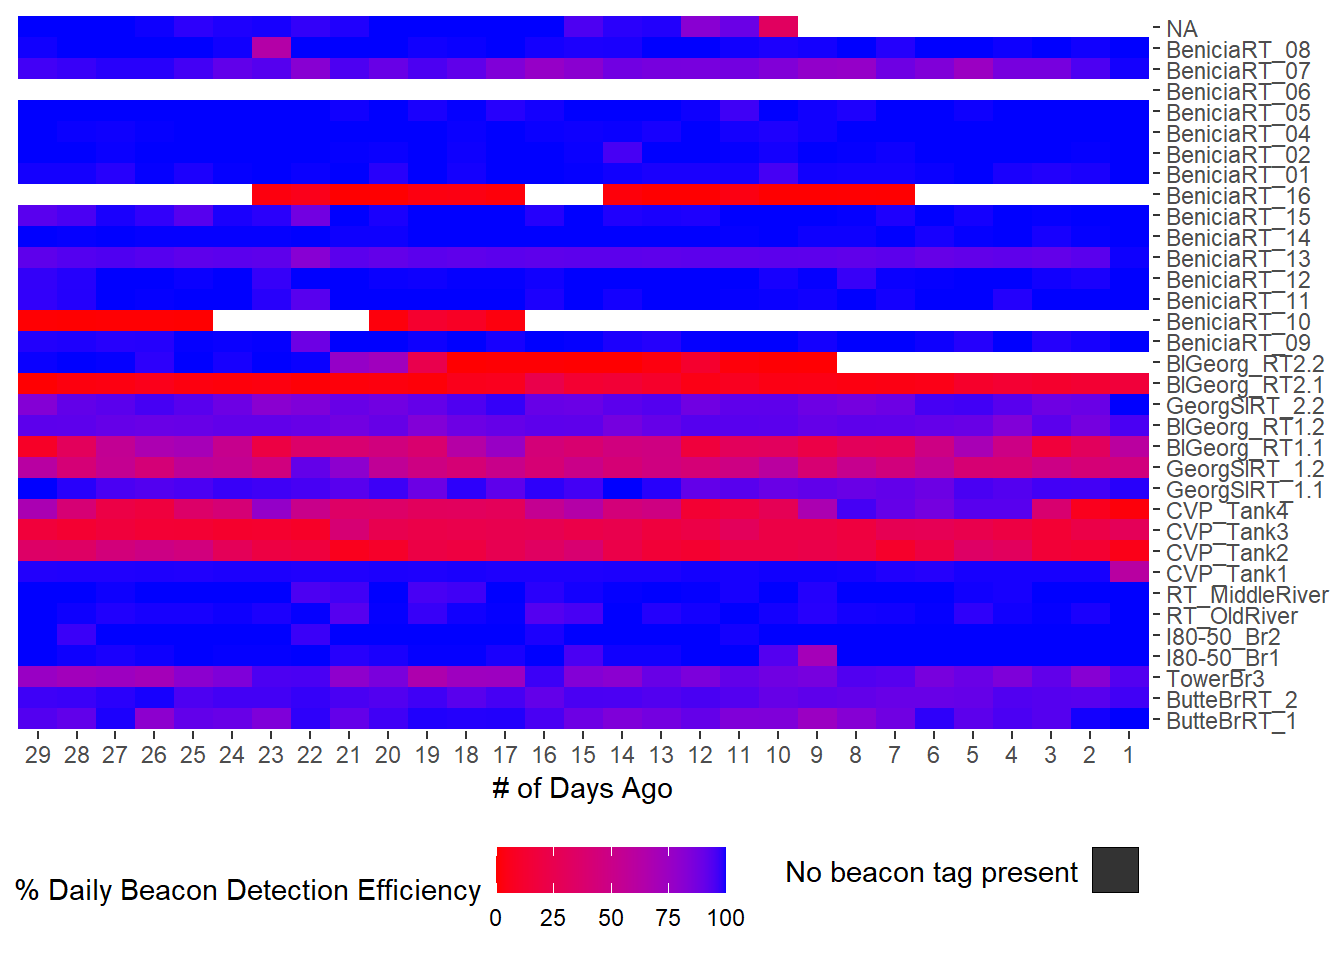 NA
BeniciaRT_08
BeniciaRT_07
BeniciaRT_06
BeniciaRT_05
BeniciaRT_04
BeniciaRT_02
BeniciaRT_01
BeniciaRT_16
BeniciaRT_15
BeniciaRT_14
BeniciaRT_13
BeniciaRT_12
BeniciaRT_11
BeniciaRT_10
BeniciaRT_09
BlGeorg_RT2.2
BlGeorg_RT2.1
GeorgSlRT_2.2
BlGeorg_RT1.2
BlGeorg_RT1.1
GeorgSlRT_1.2
GeorgSlRT_1.1
CVP_Tank4
CVP_Tank3
CVP_Tank2
CVP_Tank1
RT_MiddleRiver
RT_OldRiver
I80-50_Br2
I80-50_Br1
TowerBr3
ButteBrRT_2
ButteBrRT_1
29 28 27 26 25 24 23 22 21 20 19 18 17 16 15 14 13 12 11 10 9 8 7 6 5 4 3 2 1
# of Days Ago
% Daily Beacon Detection Efficiency
0 25 50 75 100
No beacon tag present